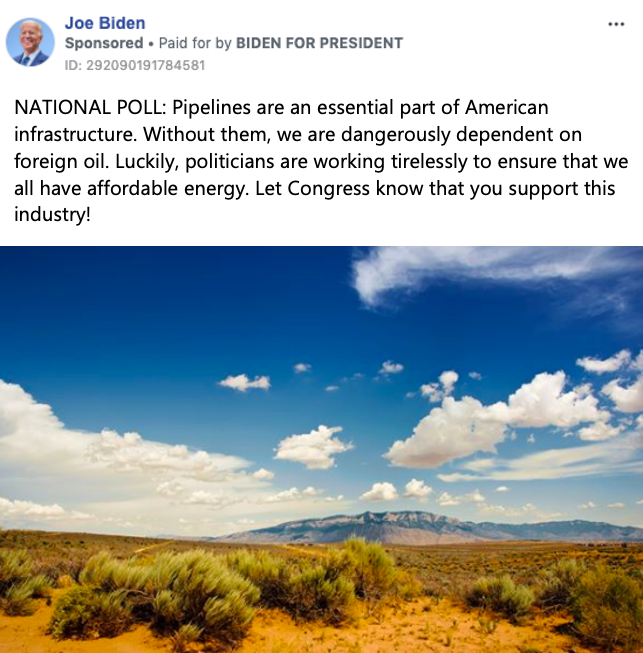 Joe Biden
Sponsored • Paid for by BIDEN FOR PRESIDENT
ID: 292090191784581
NATIONAL POLL: Pipelines are an essential part of American
infrastructure. Without them, we are dangerously dependent on
foreign oil. Luckily, politicians are working tirelessly to ensure that we
all have affordable energy. Let Congress know that you support this
industry!